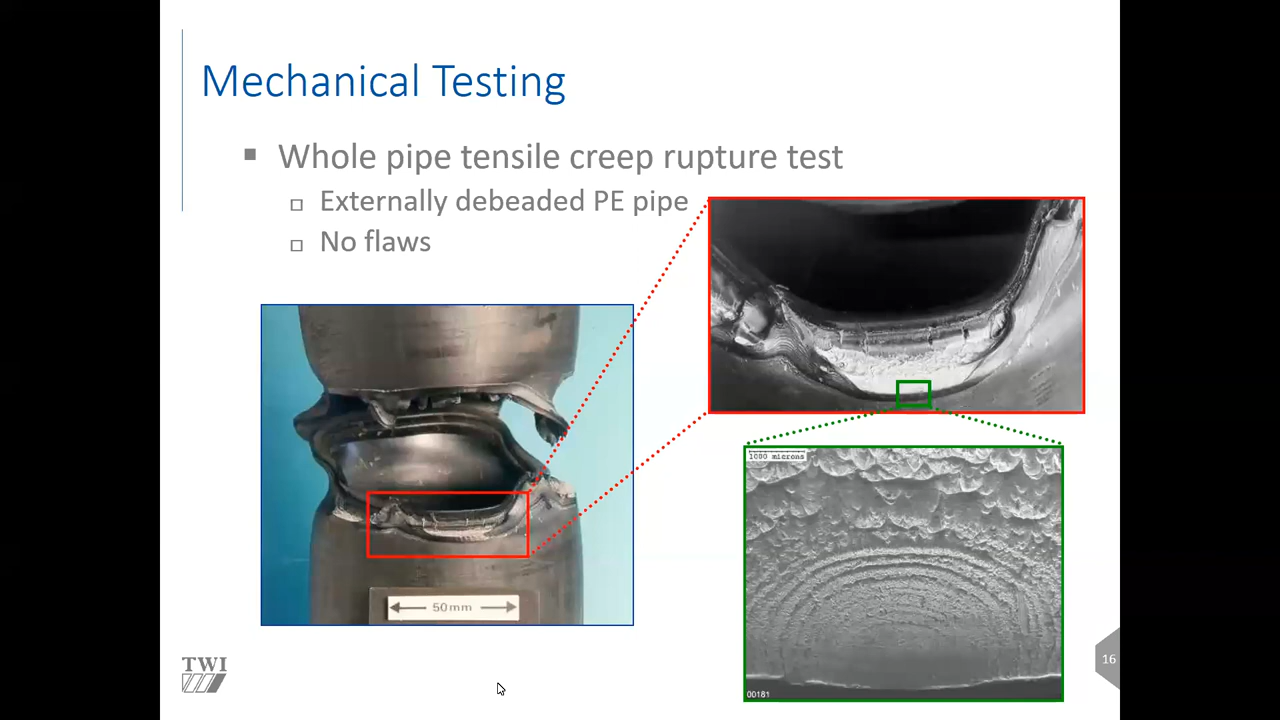 Mechanical Testing
Whole pipe tensile creep rupture test
Externally debeaded PE pipe
No flaws
50mm
1000 microns
00181
TWI
16